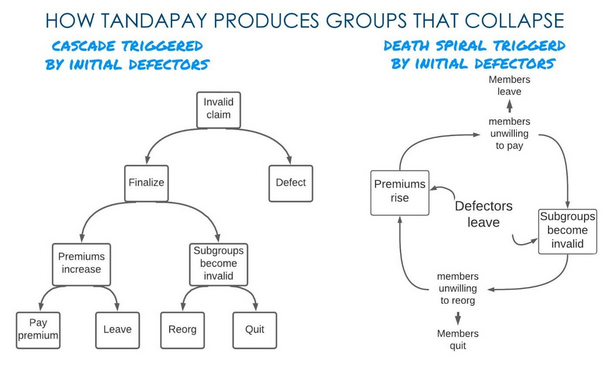 HOW TANDAPAY PRODUCES GROUPS THAT COLLAPSE
CASCADE TRIGGERED
BY INITIAL DEFECTORS
Invalid
claim
Finalize
Defect
Premiums
increase
Subgroups
become
invalid
Pay
premium
Leave
Reorg
Quit
DEATH SPIRAL TRIGGERD
BY INITIAL DEFECTORS
Members
leave
members
unwilling
to pay
Premiums
rise
Defectors
leave
Subgroups
become
invalid
members
unwilling
to reorg
Members
quit